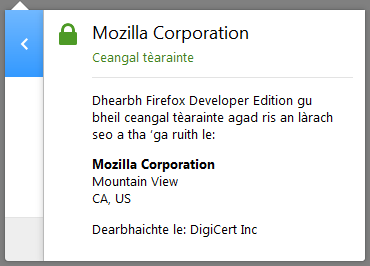 Mozilla Corporation
Ceangal tèarainte
Dhearbh Firefox Developer Edition gu
bheil ceangal tèarainte agad ris an làrach
seo a tha ‘ga ruith le:
Mozilla Corporation
Mountain View
CA, US
Dearbhaichte le: DigiCert Inc